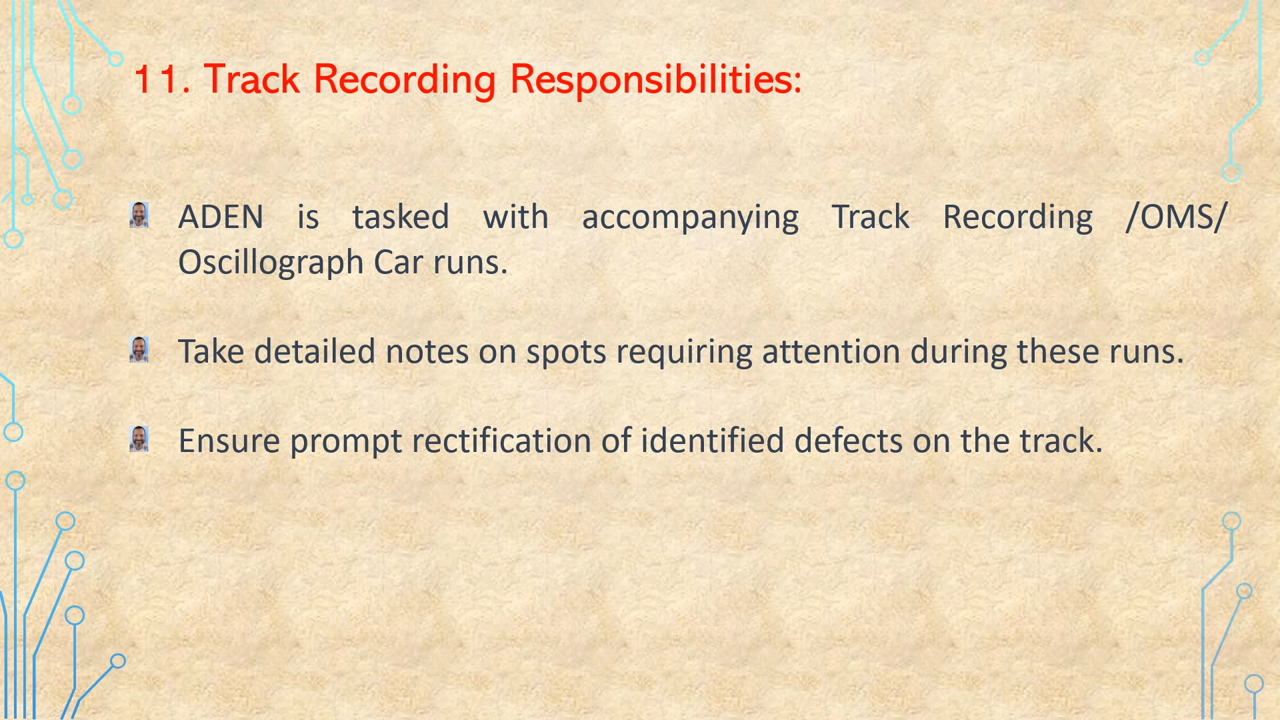 11. Track Recording Responsibilities:
ADEN is tasked with accompanying Track Recording /OMS/
Oscillograph Car runs.
Take detailed notes on spots requiring attention during these runs.
Ensure prompt rectification of identified defects on the track.